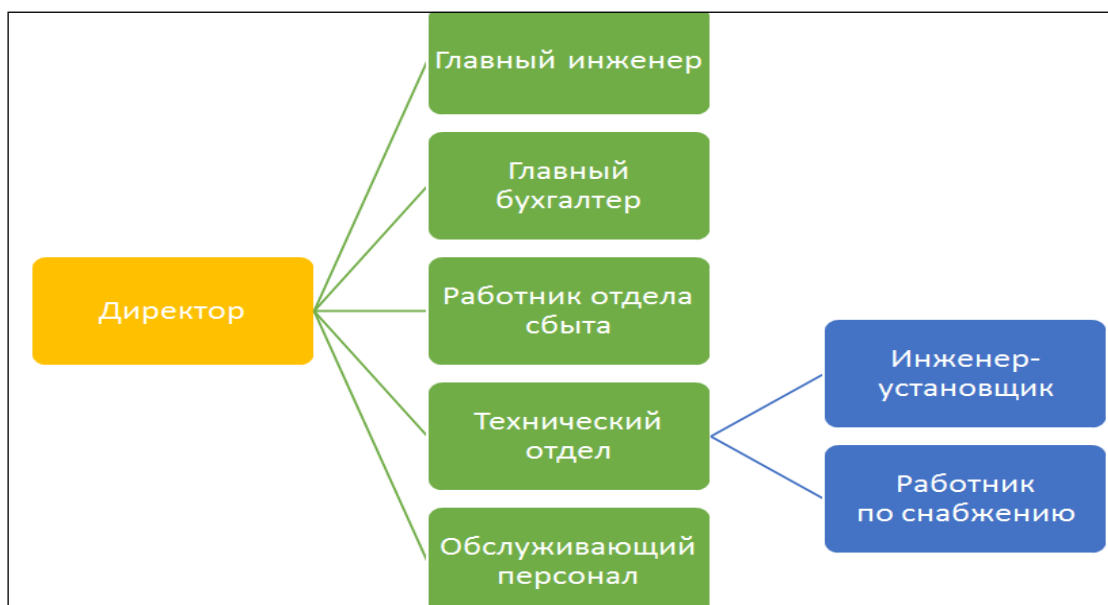 Главный инженер
Главный
бухгалтер
Директор
Работник отдела
сбыта
Технический
отдел
Инженер-
установщик
Работник
по снабжению
Обслуживающий
персонал